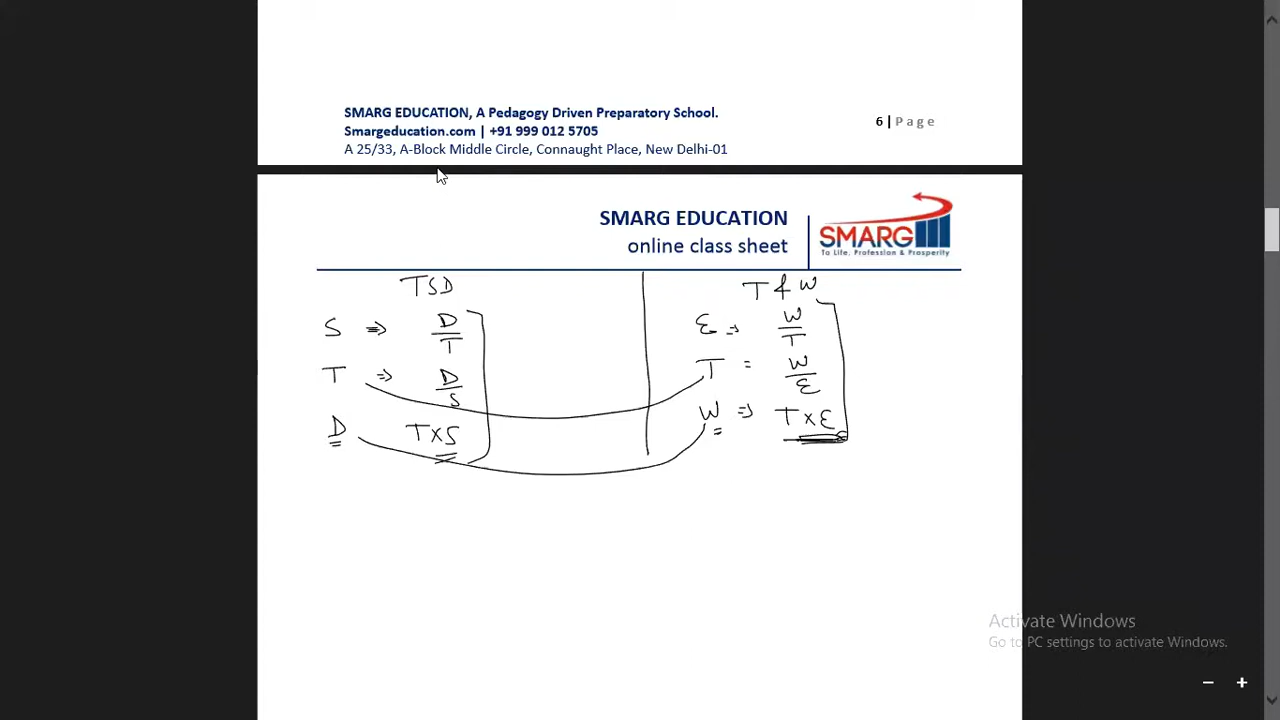 SMARG EDUCATION, A Pedagogy Driven Preparatory School.
Smargeducation.com | +91 999 012 5705
A 25/33, A-Block Middle Circle, Connaught Place, New Delhi-01
6 | Page
SMARG EDUCATION
online class sheet
SMARG
To Life, Profession & Prosperity
TSD
S ⇒ D/T
T ⇒ D/S
D T×S
T & W
E ⇒ W/T
T = W/E
W ⇒ T×E
Activate Windows
Go to PC settings to activate Windows.